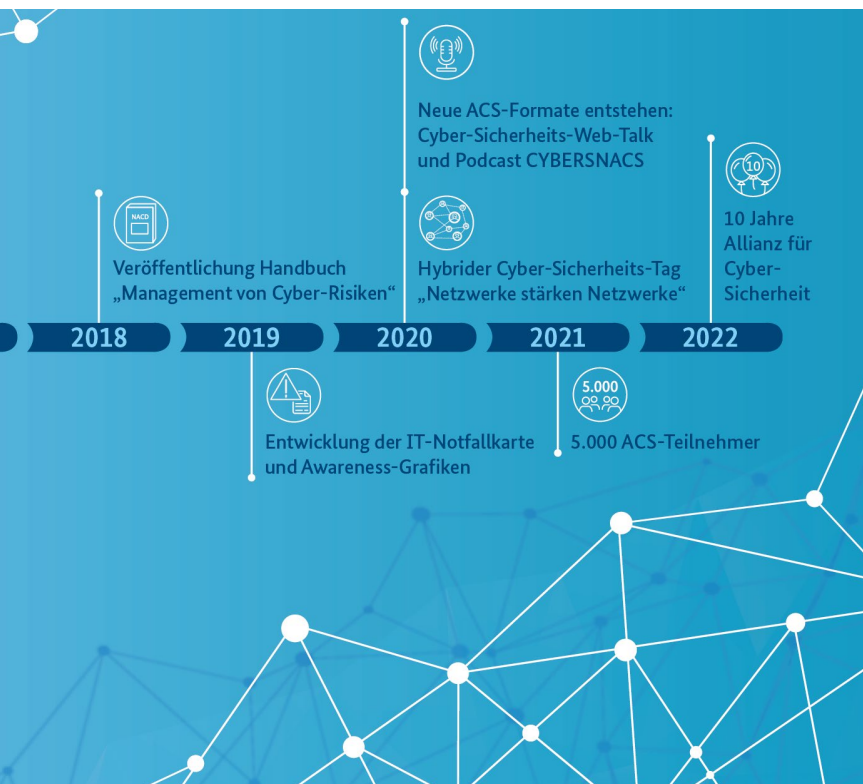 Neue ACS-Formate entstehen:
Cyber-Sicherheits-Web-Talk
und Podcast CYBERSNACS
NACD
Veröffentlichung Handbuch
„Management von Cyber-Risiken“
Hybrider Cyber-Sicherheits-Tag
„Netzwerke stärken Netzwerke“
10
10 Jahre
Allianz für
Cyber-
Sicherheit
2018
2019
2020
2021
2022
Entwicklung der IT-Notfallkarte
und Awareness-Grafiken
5.000
5.000 ACS-Teilnehmer